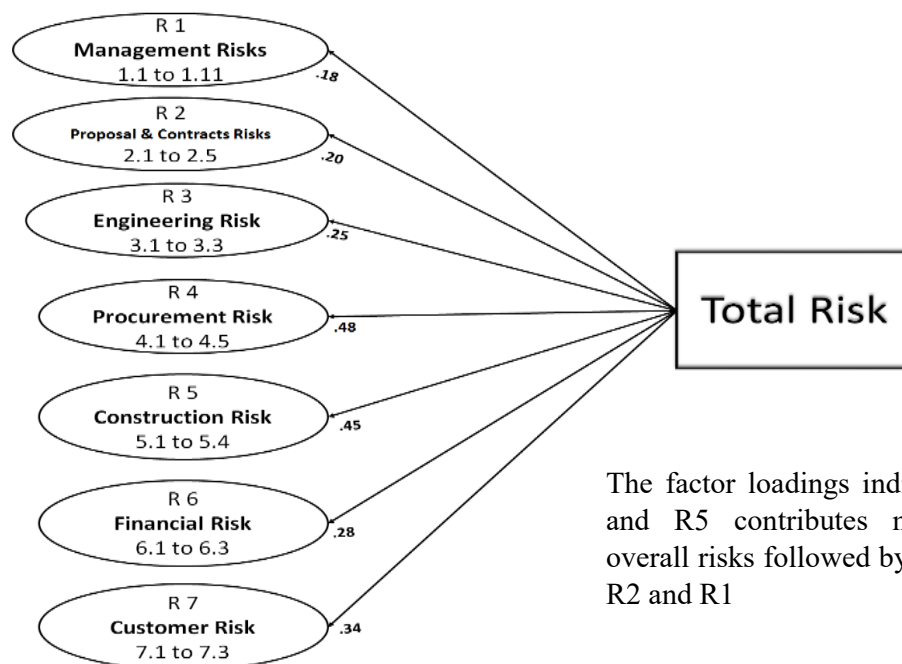 R 1
Management Risks
1.1 to 1.11
.18
R 2
Proposal & Contracts Risks
2.1 to 2.5
.20
R 3
Engineering Risk
3.1 to 3.3
.25
R 4
Procurement Risk
4.1 to 4.5
.48
R 5
Construction Risk
5.1 to 5.4
.45
R 6
Financial Risk
6.1 to 6.3
.28
R 7
Customer Risk
7.1 to 7.3
.34
Total Risk
The factor loadings
and R5 contributes
overall risks followed by
R2 and R1